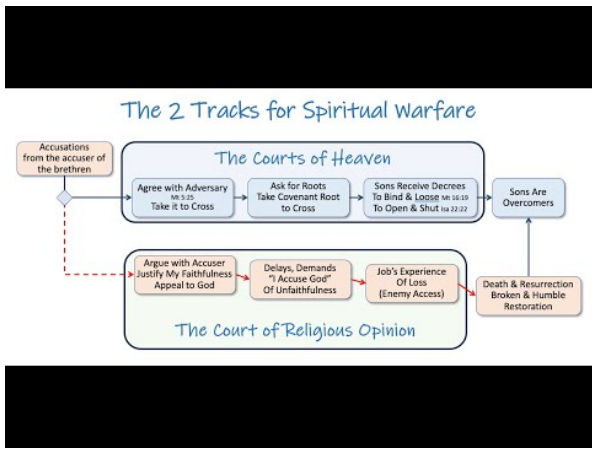 The 2 Tracks for Spiritual Warfare
Accusations
from the accuser of
the brethren
The Courts of Heaven
Agree with Adversary
Mt 5:25
Take it to Cross
Ask for Roots
Take Covenant Root
to Cross
Sons Receive Decrees
To Bind & Loose Mt 16:19
To Open & Shut Isa 22:22
Sons Are
Overcomers
Argue with Accuser
Justify My Faithfulness
Appeal to God
Delays, Demands
"I Accuse God"
Of Unfaithfulness
Job's Experience
Of Loss
(Enemy Access)
Death & Resurrection
Broken & Humble
Restoration
The Court of Religious Opinion